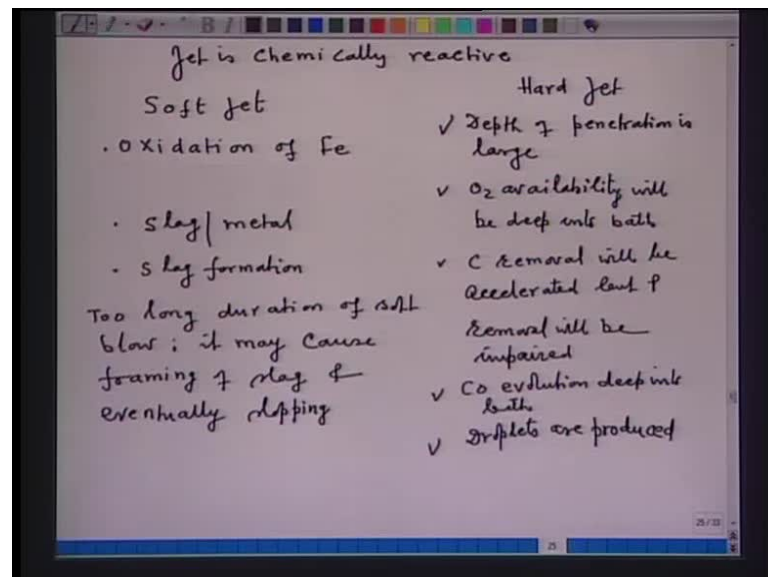 Jet is chemically reactive
Soft Jet
. Oxidation of Fe
. Slag | metal
. Slag formation
Too long duration of soft
blow ; it may cause
foaming of slag &
eventually slopping
Hard Jet
✓ Depth of penetration is
large
✓ O2 availability will
be deep into bath
✓ C removal will be
accelerated but P
removal will be
impaired
✓ CO evolution deep into
bath
✓ Droplets are produced
25/33
25